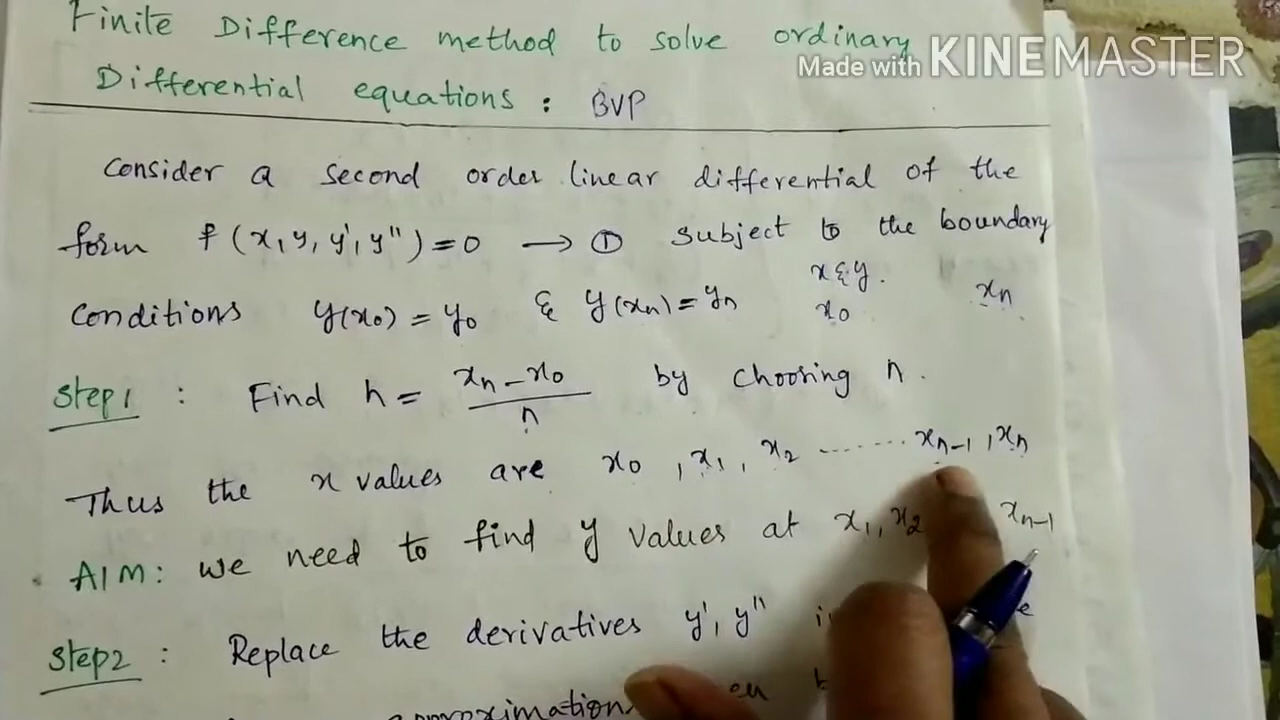 Finite Difference method to solve ordinary
Made with KINEMASTER
Differential equations : BVP
Consider a second order linear differential of the
form f(x, y, y', y'') = 0 → ① subject to the boundary
x & y.
conditions y(x₀) = y₀ & y(xₙ) = yₙ x₀ xₙ
Step1 : Find h = (xₙ - x₀)/n by choosing n.
Thus the x values are x₀, x₁, x₂ ........ xₙ₋₁, xₙ
AIM: We need to find y values at x₁, x₂ xₙ₋₁
Step2 : Replace the derivatives y', y''
approximation